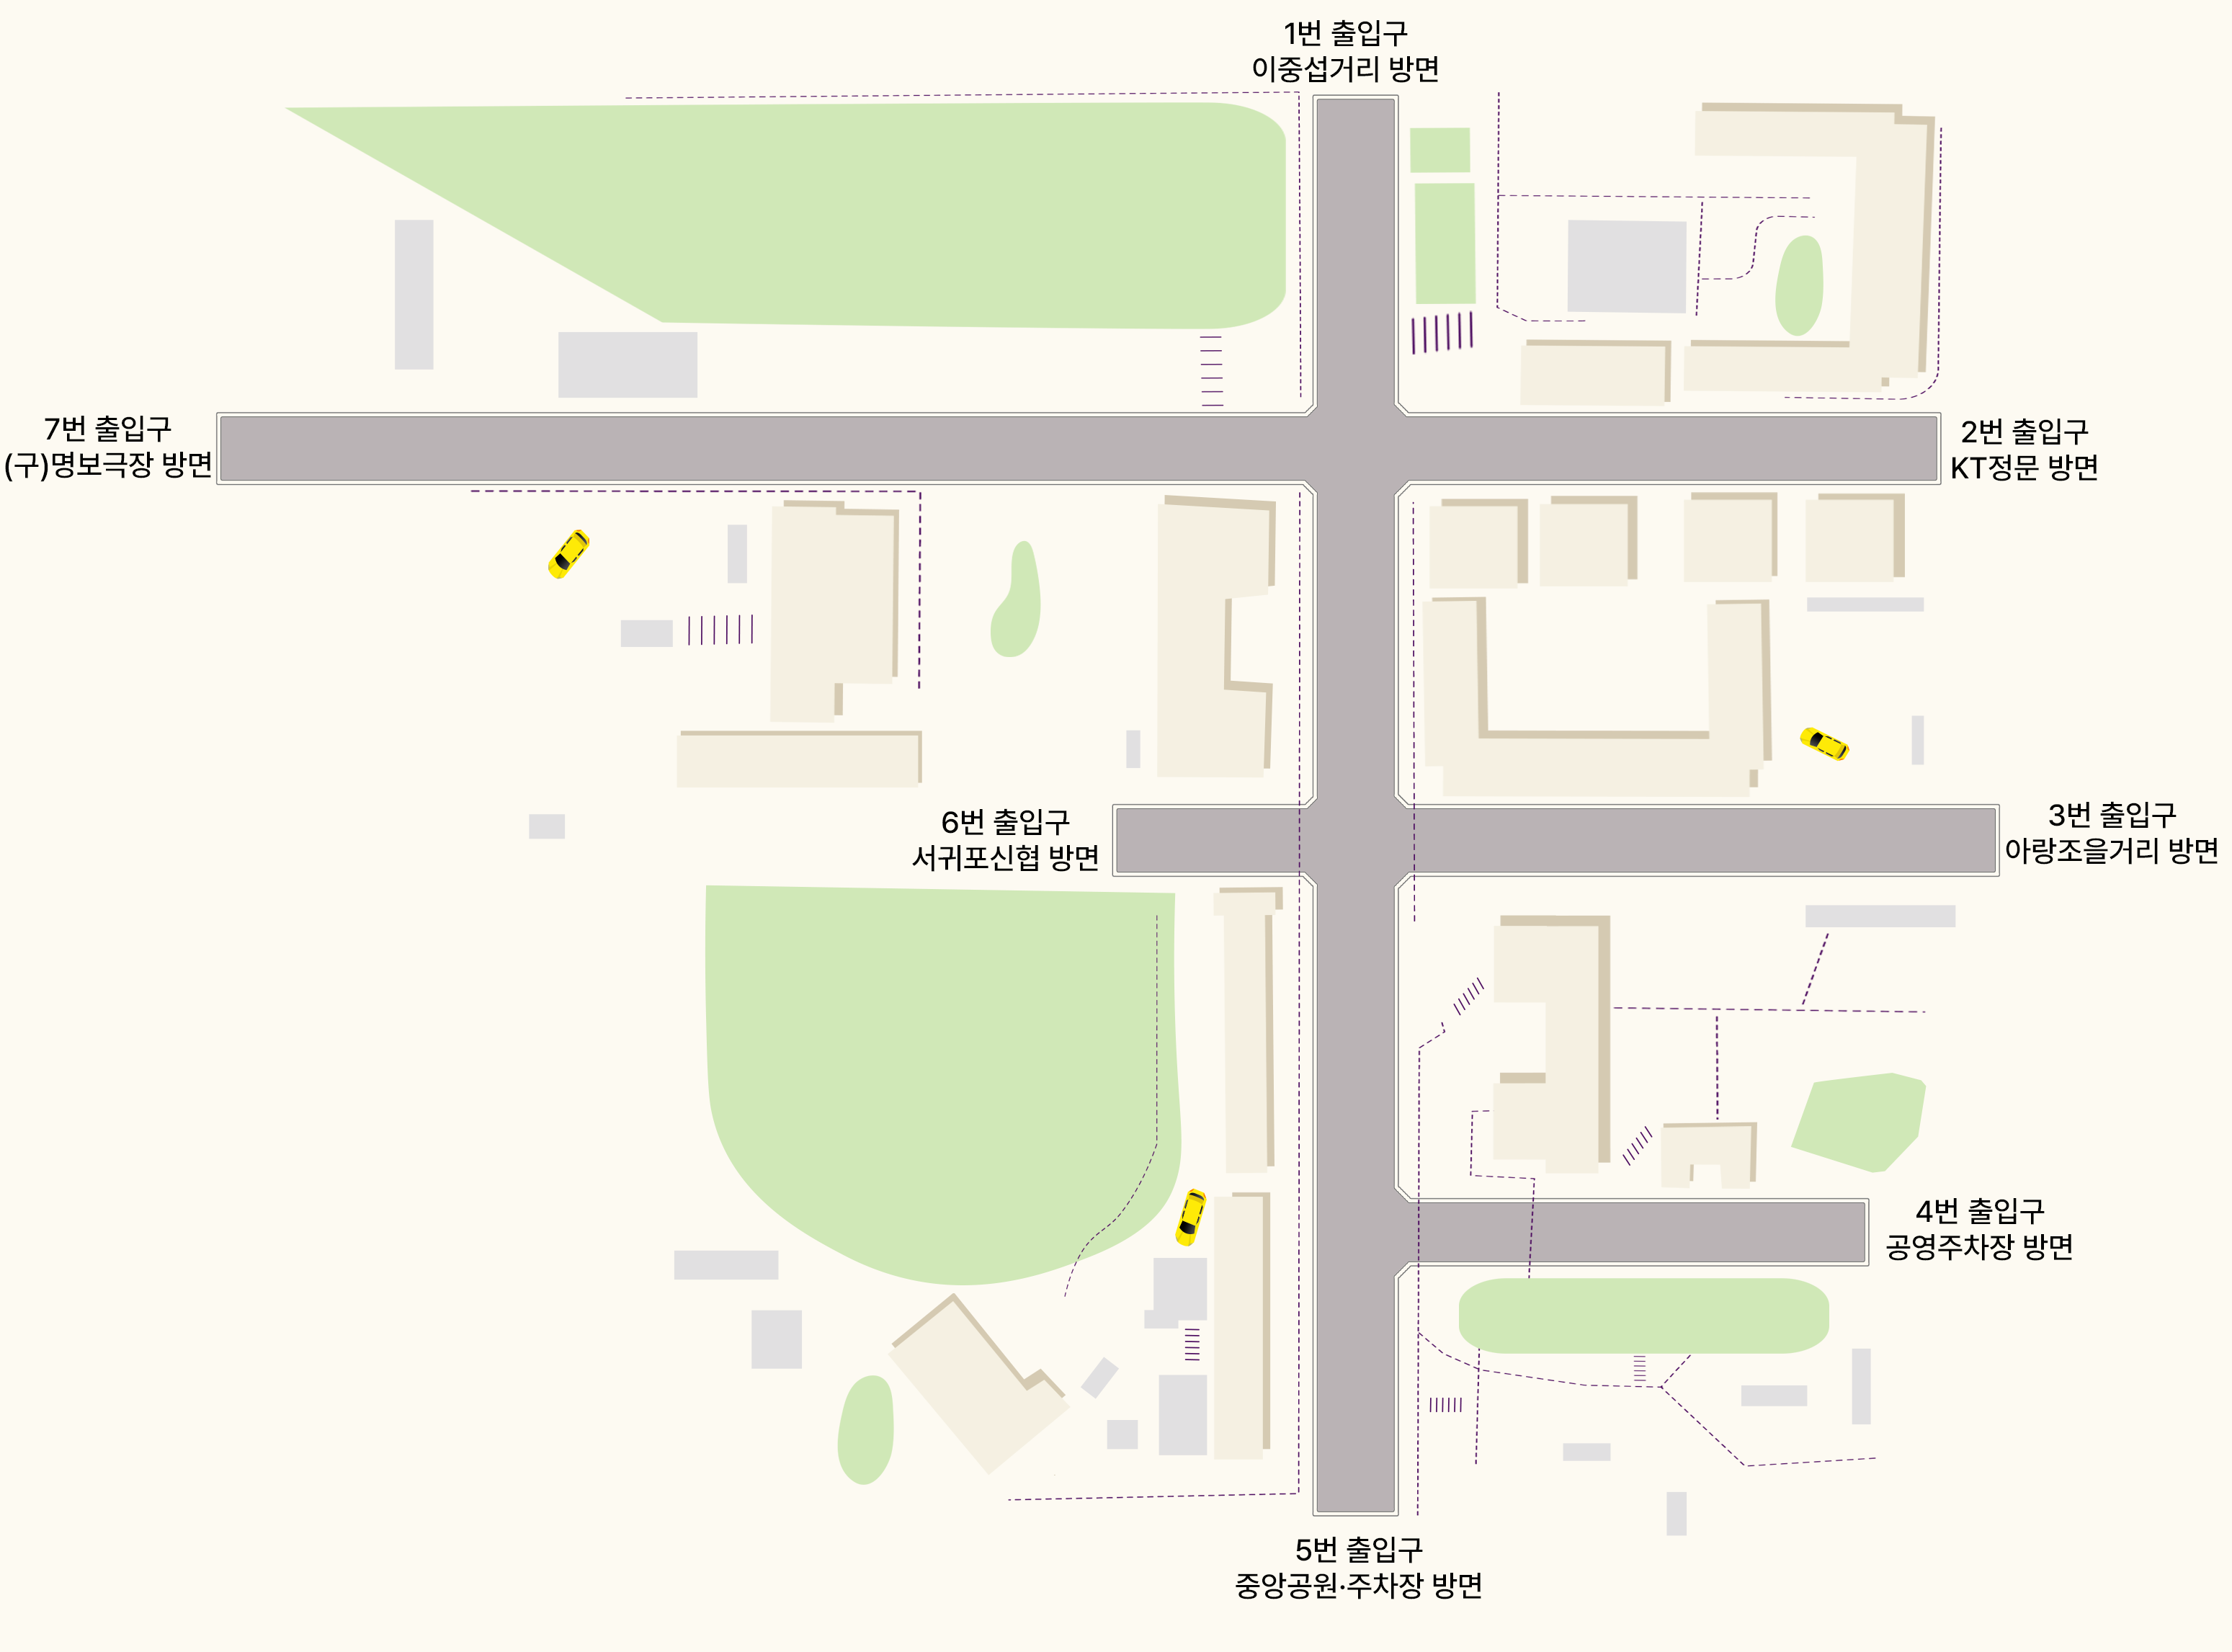 1번 출입구
이중섭거리 방면
7번 출입구
(구)명보극장 방면
2번 출입구
KT정문 방면
6번 출입구
서귀포신협 방면
3번 출입구
아랑조을거리 방면
4번 출입구
공영주차장 방면
5번 출입구
중앙공원·주차장 방면